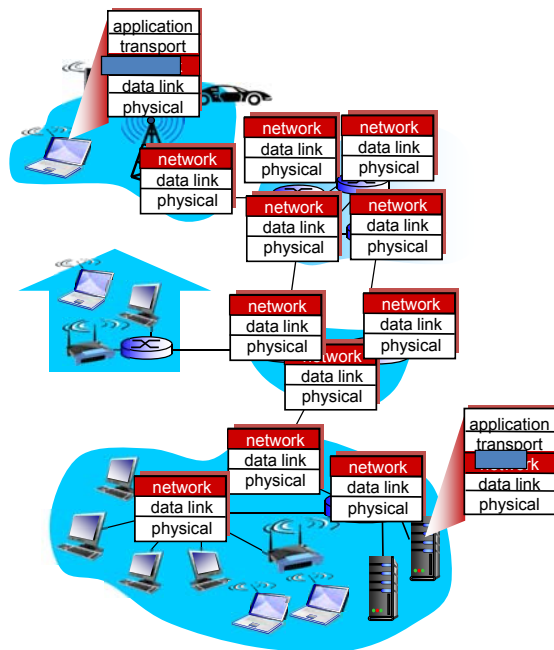 application
transport
data link
physical
network
data link
physical
network
data link
physical
network
data link
physical
network
data link
physical
network
data link
physical
network
data link
physical
network
data link
physical
network
data link
physical
network
data link
physical
network
data link
physical
network
data link
physical
application
transport
network
data link
physical